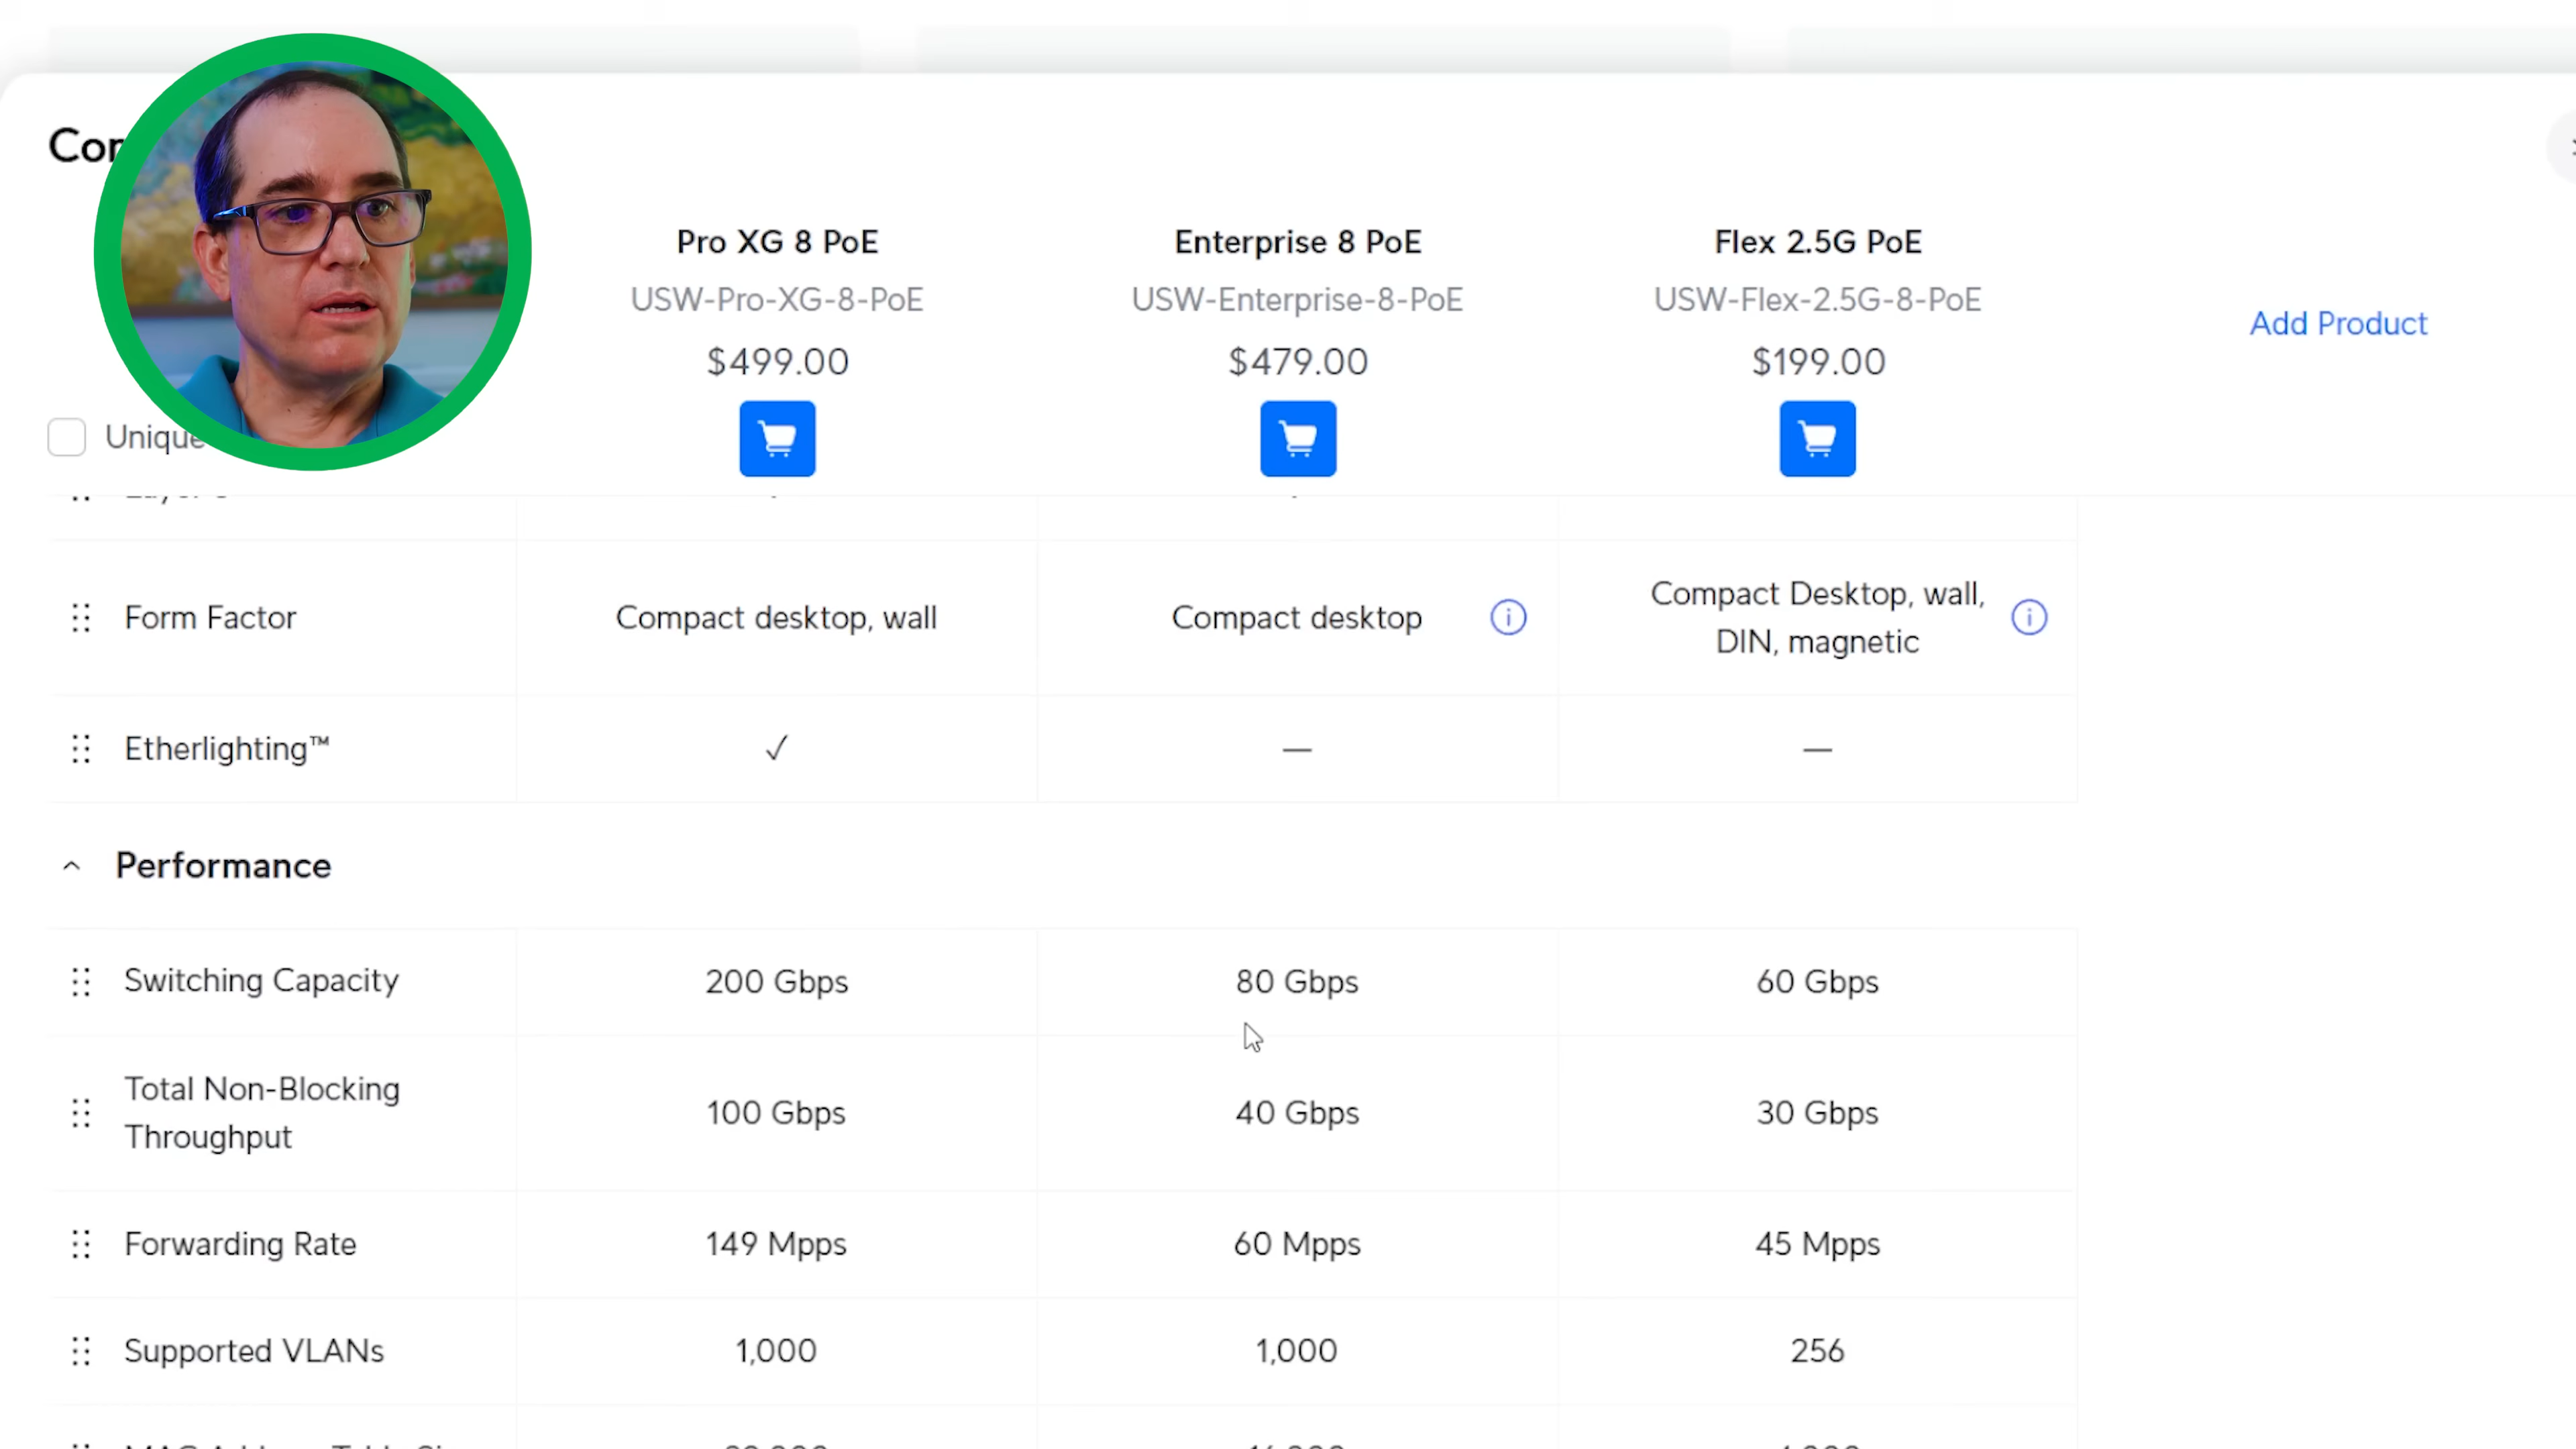 Pro XG 8 PoE
Enterprise 8 PoE
Flex 2.5G PoE
USW-Pro-XG-8-PoE
USW-Enterprise-8-PoE
USW-Flex-2.5G-8-PoE
Add Product
$499.00
$479.00
$199.00
Unique
Form Factor
Compact desktop, wall
Compact desktop
Compact Desktop, wall,
DIN, magnetic
Etherlighting™
Performance
Switching Capacity
200 Gbps
80 Gbps
60 Gbps
Total Non-Blocking
Throughput
100 Gbps
40 Gbps
30 Gbps
Forwarding Rate
149 Mpps
60 Mpps
45 Mpps
Supported VLANs
1,000
1,000
256